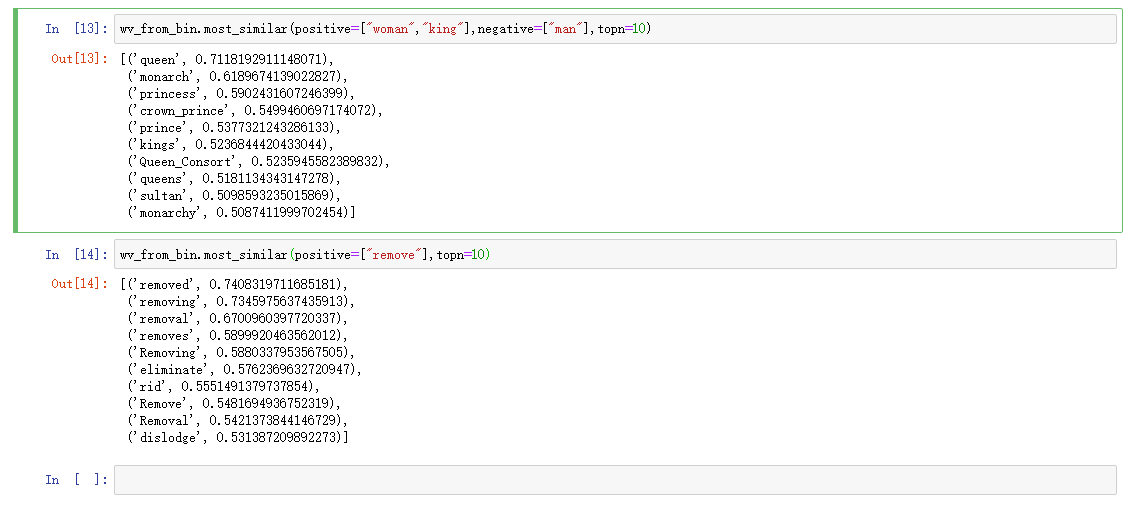 In [13]: wv_from_bin.most_similar(positive=["woman","king"],negative=["man"],topn=10)
Out[13]: [('queen', 0.7118192911148071),
('monarch', 0.6189674139022827),
('princess', 0.5902431607246399),
('crown_prince', 0.5499460697174072),
('prince', 0.5377321243286133),
('kings', 0.5236844420433044),
('Queen_Consort', 0.5235945582389832),
('queens', 0.5181134343147278),
('sultan', 0.5098593235015869),
('monarchy', 0.5087411999702454)]
In [14]: wv_from_bin.most_similar(positive=["remove"],topn=10)
Out[14]: [('removed', 0.7408319711685181),
('removing', 0.7345975637435913),
('removal', 0.6700960397720337),
('removes', 0.5899920463562012),
('Removing', 0.5880337953567505),
('eliminate', 0.5762369632720947),
('rid', 0.5551491379737854),
('Remove', 0.5481694936752319),
('Removal', 0.5421373844146729),
('dislodge', 0.531387209892273)]
In [ ]: